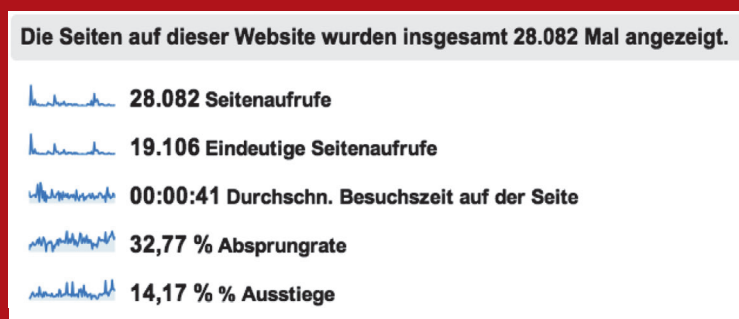 Die Seiten auf dieser Website wurden insgesamt 28.082 Mal angezeigt.
28.082 Seitenaufrufe
19.106 Eindeutige Seitenaufrufe
00:00:41 Durchschn. Besuchszeit auf der Seite
32,77 % Absprungrate
14,17 % % Ausstiege